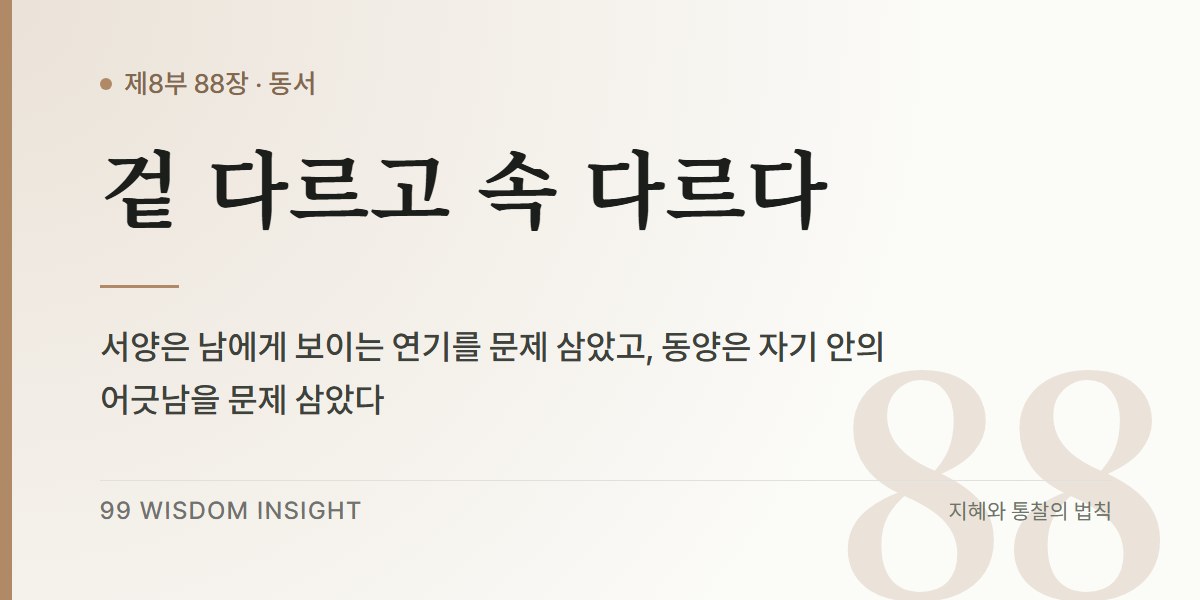 제8부 88장 · 동서
겉 다르고 속 다르다
서양은 남에게 보이는 연기를 문제 삼았고, 동양은 자기 안의
어긋남을 문제 삼았다
88
99 WISDOM INSIGHT
지혜와 통찰의 법칙